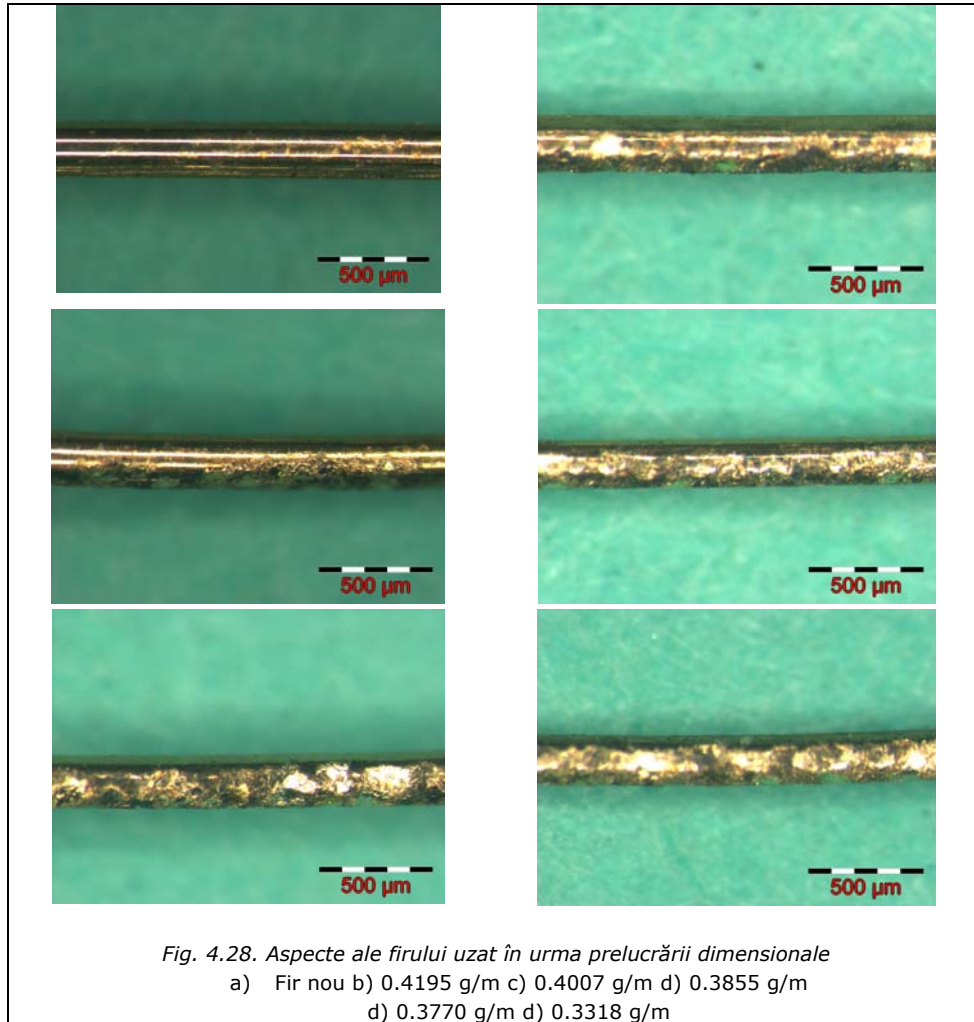 500 µm
500 µm
500 µm
500 µm
500 µm
500 µm
Fig. 4.28. Aspecte ale firului uzat în urma prelucrării dimensionale
a) Fir nou b) 0.4195 g/m c) 0.4007 g/m d) 0.3855 g/m
d) 0.3770 g/m d) 0.3318 g/m